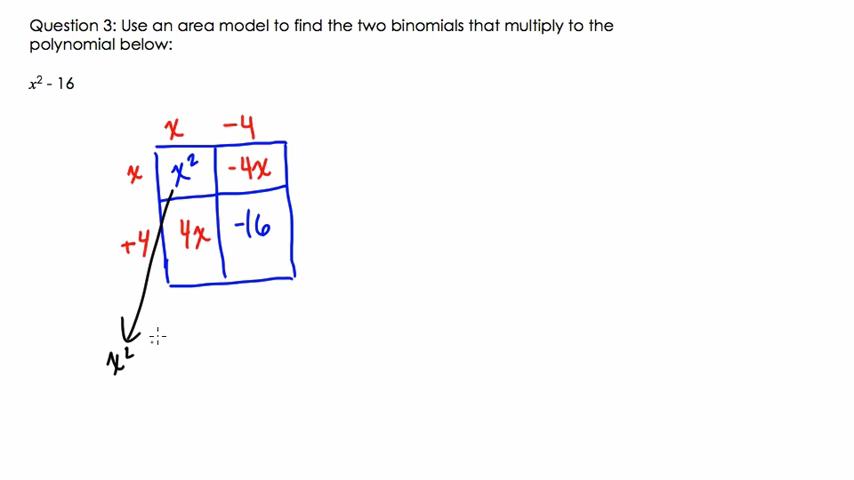 Question 3: Use an area model to find the two binomials that multiply to the
polynomial below:
x² - 16
x -4
x x² -4x
+4 4x -16
x²